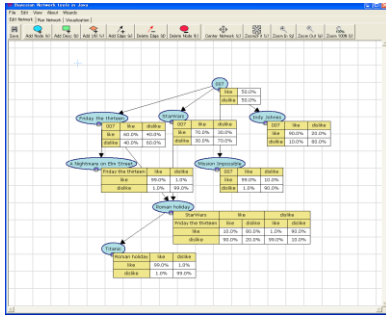 Bayesian Network tools in Java
File Edit View About Wizards
Edit Network Run Network Visualisation
Save Add Node (s) Add Desc. (s) Add Util (s) Add Edge (s) Delete Edge (s) Delete Node (s) Center Network (s) Zoom Fit (s) Zoom In (s) Zoom Out (s) Zoom 100% (s)
007
like 50.0%
dislike 50.0%
Friday the thirteen
007 like dislike
like 60.0% 40.0%
dislike 40.0% 60.0%
StarWars
007 like dislike
like 70.0% 30.0%
dislike 30.0% 70.0%
Indy Johnes
007 like dislike
like 90.0% 20.0%
dislike 10.0% 80.0%
A Nightmare on Elm Street
Friday the thirteen like dislike
like 99.0% 1.0%
dislike 1.0% 99.0%
Mission Impossible
007 like dislike
like 99.0% 10.0%
dislike 1.0% 90.0%
Roman holiday
StarWars like dislike
Friday the thirteen like dislike like dislike
like 10.0% 80.0% 1.0% 90.0%
dislike 90.0% 20.0% 99.0% 10.0%
Titanic
Roman holiday like dislike
like 99.0% 1.0%
dislike 1.0% 99.0%